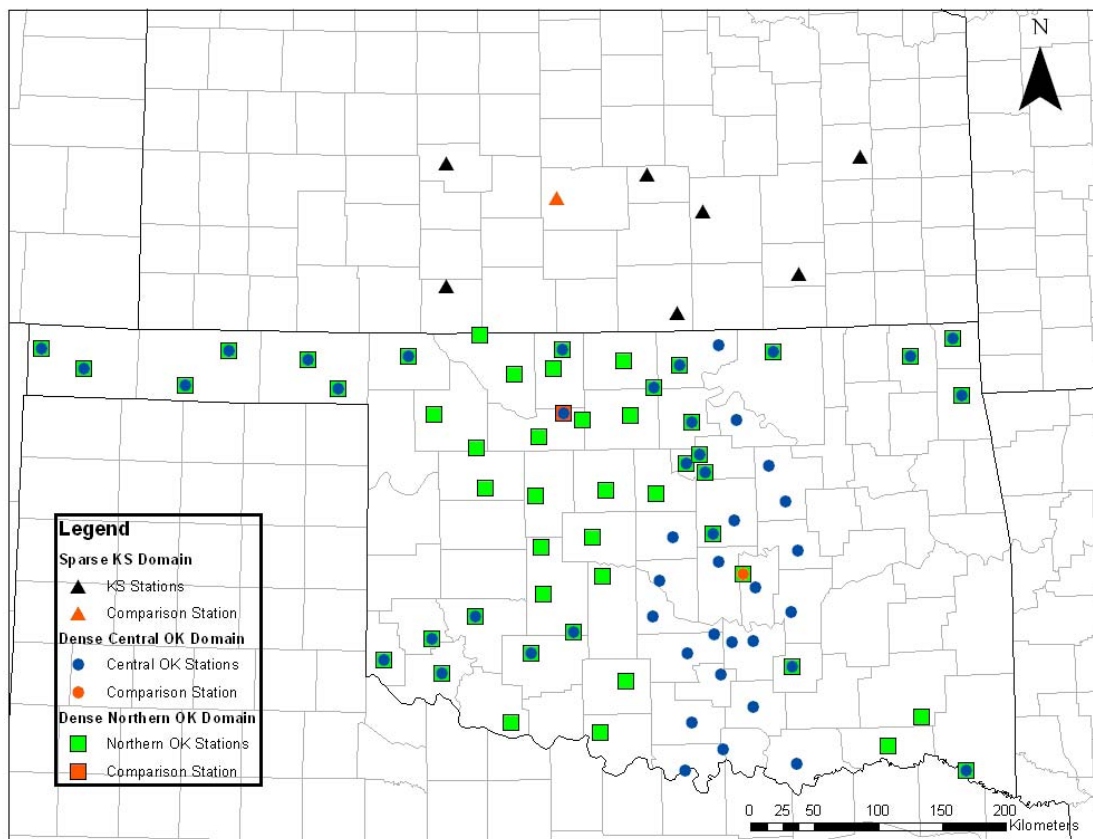 N
Legend
Sparse KS Domain
KS Stations
Comparison Station
Dense Central OK Domain
Central OK Stations
Comparison Station
Dense Northern OK Domain
Northern OK Stations
Comparison Station
0 25 50 100 150 200
Kilometers